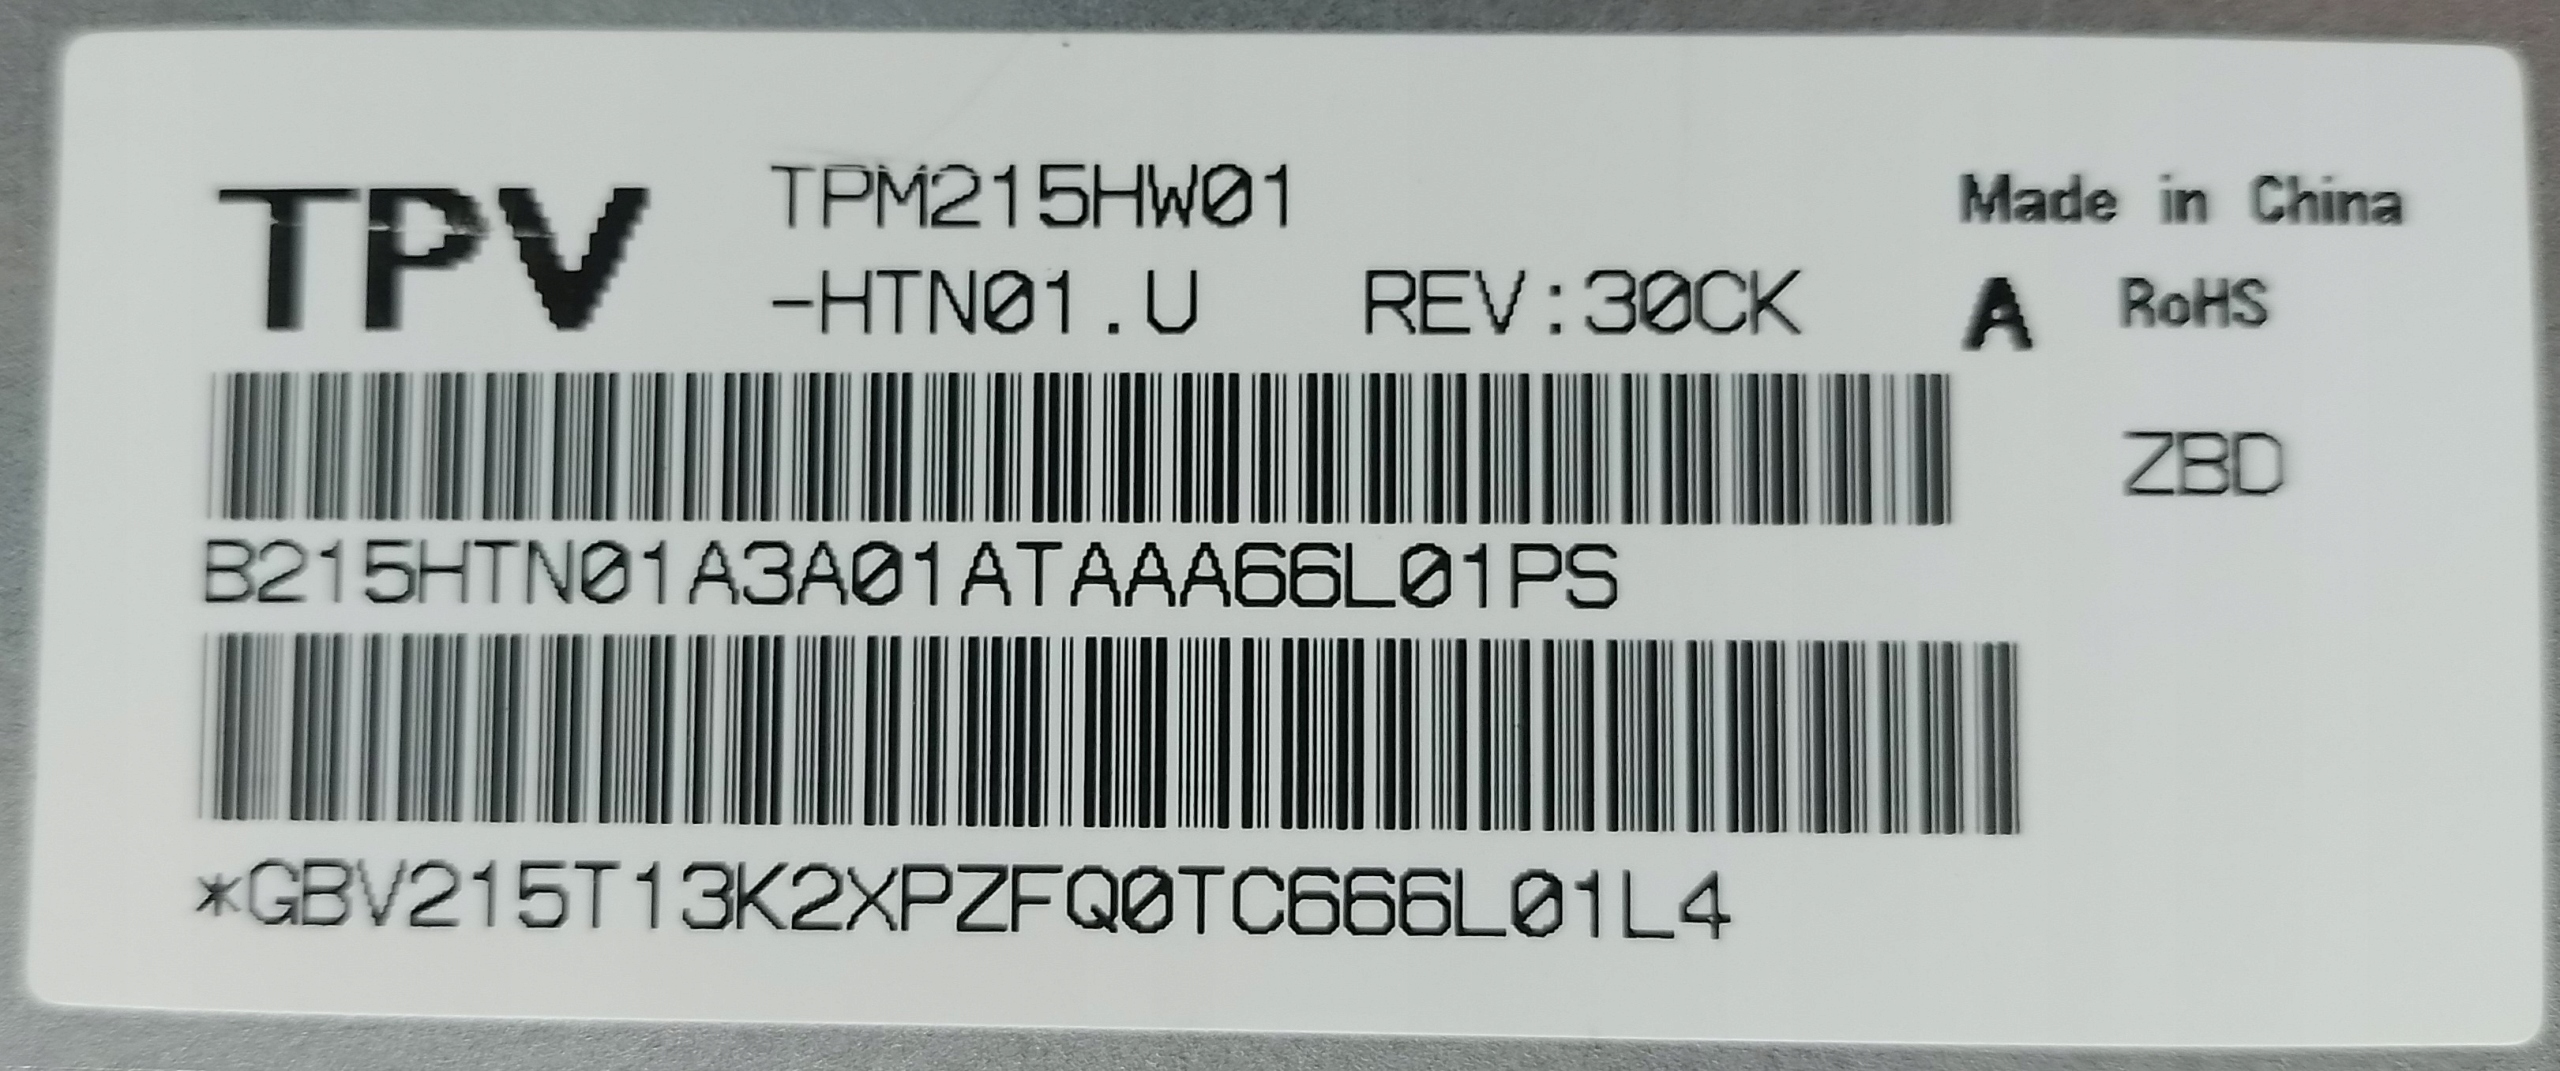 TPV
TPM215HW01
-HTN01.U REV:30CK
Made in China
A RoHS
ZBD
B215HTN01A3A01ATAAA66L01PS
*GBV215T13K2XPZFQ0TC666L01L4